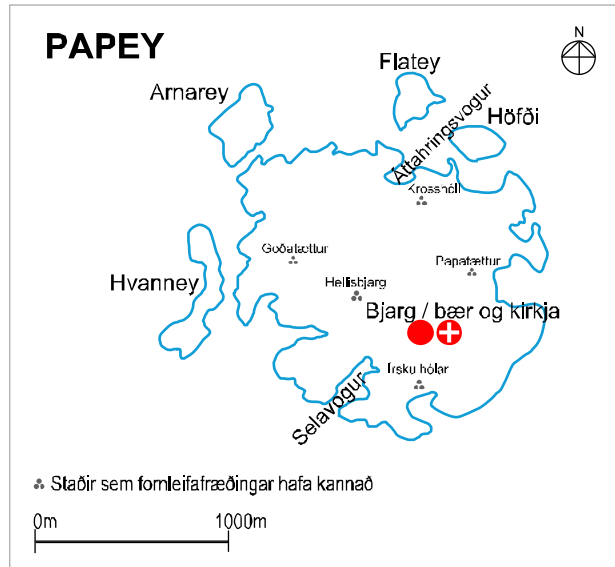 PAPEY
N
Flatey
Arnarey
Áttahringsvogur
Höfði
Krosshóll
Goðatættur
Papatættur
Hellisbjarg
Hvanney
Bjarg / bær og kirkja
Írsku hólar
Selavogur
Staðir sem fornleifafræðingar hafa kannað
0m
1000m